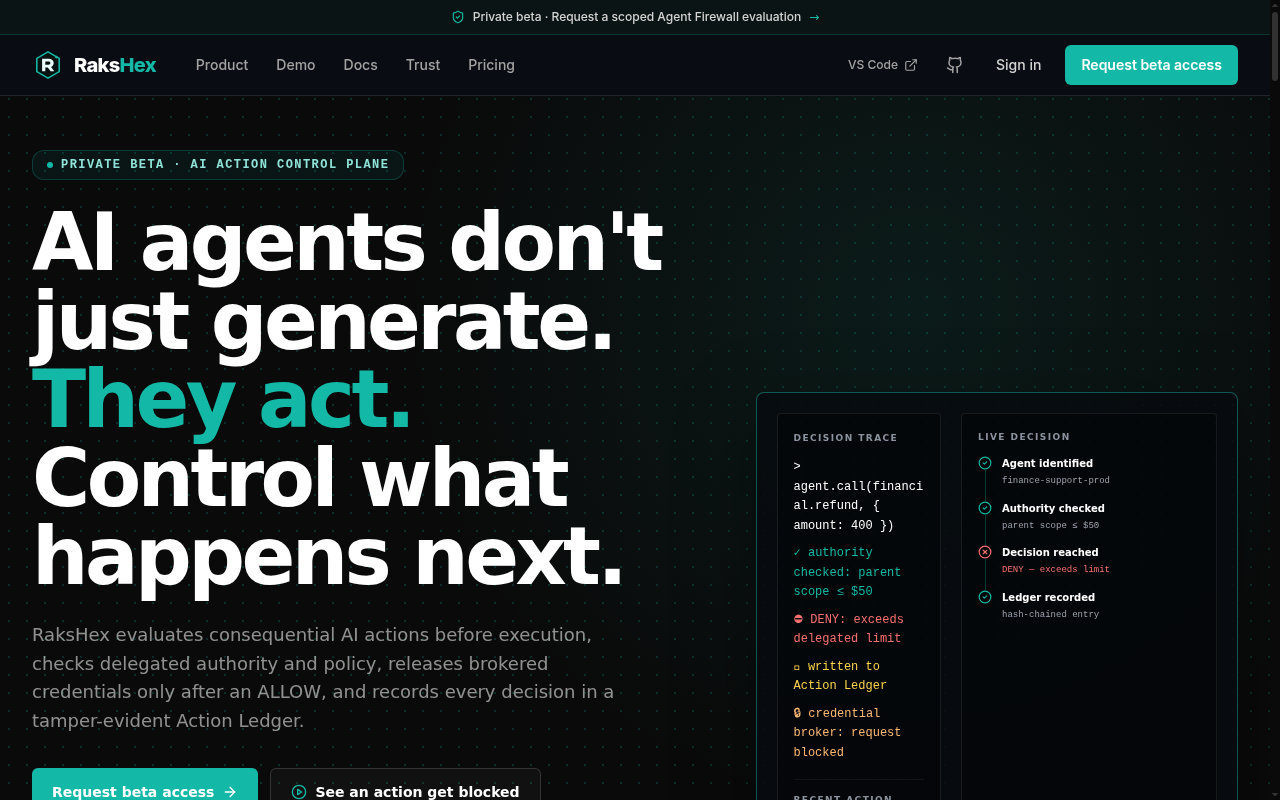 Private beta · Request a scoped Agent Firewall evaluation →
RaksHex
Product
Demo
Docs
Trust
Pricing
VS Code
Sign in
Request beta access
PRIVATE BETA · AI ACTION CONTROL PLANE
AI agents don't
just generate.
They act.
Control what
happens next.
RaksHex evaluates consequential AI actions before execution,
checks delegated authority and policy, releases brokered
credentials only after an ALLOW, and records every decision in a
tamper-evident Action Ledger.
Request beta access →
See an action get blocked
DECISION TRACE
>
agent.call(financi
al.refund, {
amount: 400 })
✓ authority
checked: parent
scope ≤ $50
⛔ DENY: exceeds
delegated limit
written to
Action Ledger
🔒 credential
broker: request
blocked
RECENT ACTION
LIVE DECISION
Agent identified
finance-support-prod
Authority checked
parent scope ≤ $50
Decision reached
DENY — exceeds limit
Ledger recorded
hash-chained entry